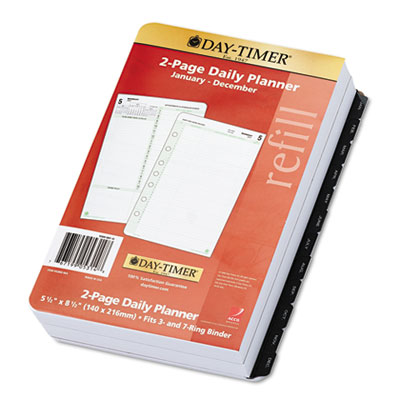 DAY-TIMER
Est. 1947
2-Page Daily Planner
January - December
refill
5
5
DAY-TIMER
100% Satisfaction Guarantee
daytimer.com
ACCO
2-Page Daily Planner
5 ½" x 8 ½" (140 x 216mm) • Fits 3- and 7-Ring Binder